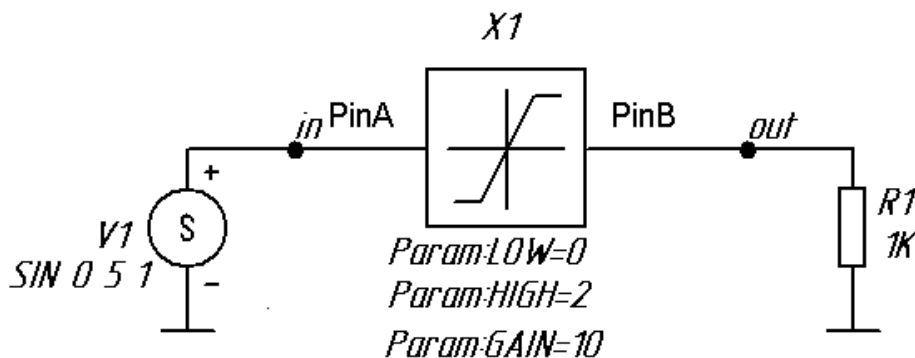 X1
in PinA PinB out
+
V1 S R1
SIN 0 5 1 1K
-
Param:LOW=0
Param:HIGH=2
Param:GAIN=10